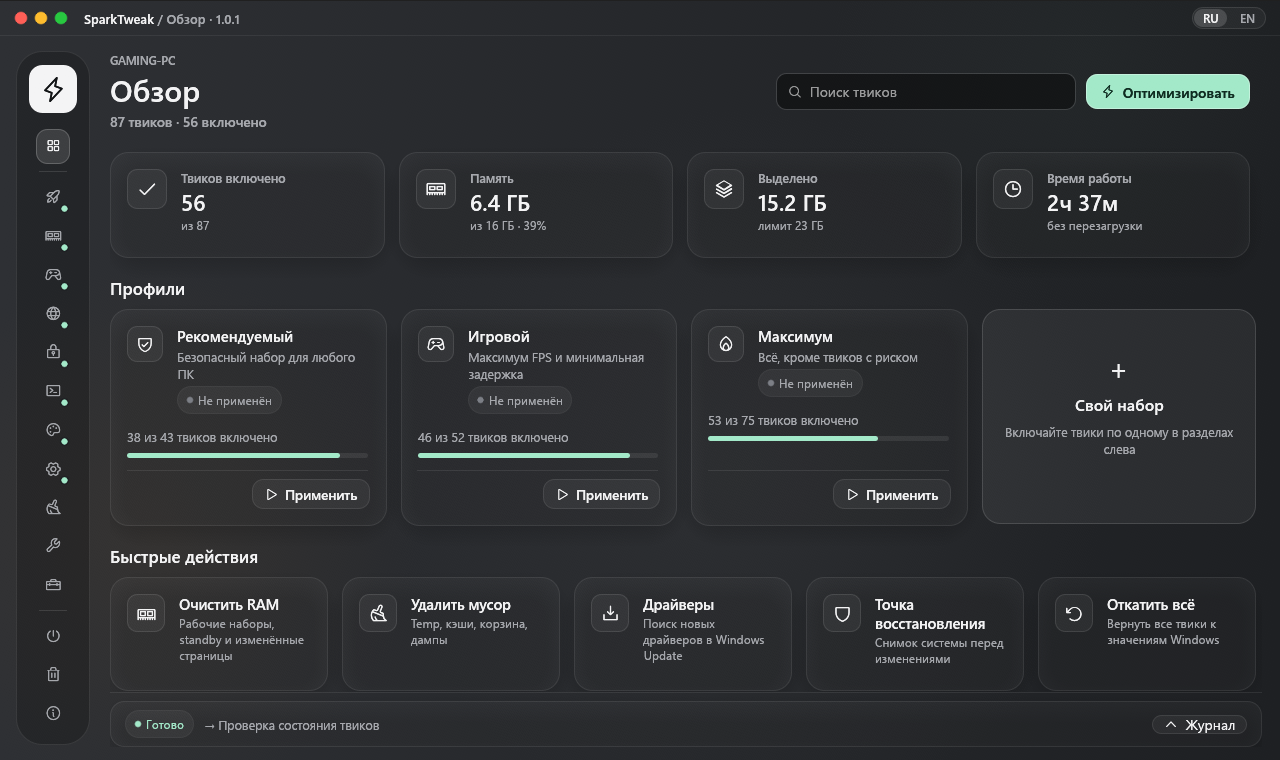 SparkTweak / Обзор · 1.0.1
RU EN
GAMING-PC
Обзор
87 твиков · 56 включено
Поиск твиков
Оптимизировать
Твиков включено
56
из 87
Память
6.4 ГБ
из 16 ГБ · 39%
Выделено
15.2 ГБ
лимит 23 ГБ
Время работы
2ч 37м
без перезагрузки
Профили
Рекомендуемый
Безопасный набор для любого
ПК
Не применён
38 из 43 твиков включено
Применить
Игровой
Максимум FPS и минимальная
задержка
Не применён
46 из 52 твиков включено
Применить
Максимум
Всё, кроме твиков с риском
Не применён
53 из 75 твиков включено
Применить
+
Свой набор
Включайте твики по одному в разделах
слева
Быстрые действия
Очистить RAM
Рабочие наборы,
standby и изменённые
страницы
Удалить мусор
Temp, кэши, корзина,
дампы
Драйверы
Поиск новых
драйверов в Windows
Update
Точка
восстановления
Снимок системы перед
изменениями
Откатить всё
Вернуть все твики к
значениям Windows
Готово → Проверка состояния твиков
Журнал